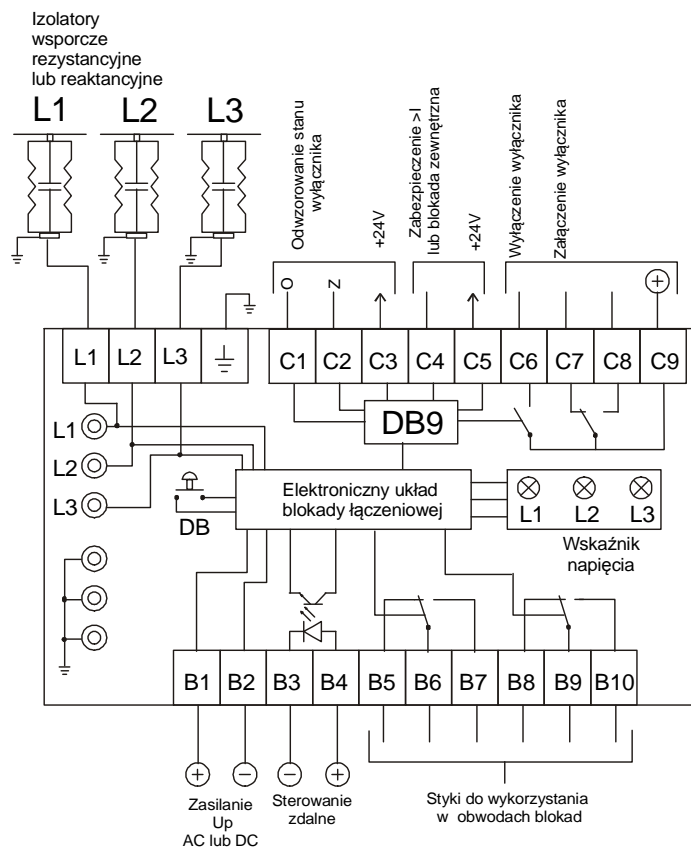 Izolatory
wsporcze
rezystancyjne
lub reaktancyjne
L1 L2 L3
Odwzorowanie stanu
wyłącznika
+24V
Zabezpieczenie >I
lub blokada zewnętrzna
+24V
Wyłączenie wyłącznika
Załączenie wyłącznika
O Z
L1 L2 L3
C1 C2 C3 C4 C5 C6 C7 C8 C9
DB9
L1
L2
L3
DB
Elektroniczny układ
blokady łączeniowej
L1 L2 L3
Wskaźnik
napięcia
B1 B2 B3 B4 B5 B6 B7 B8 B9 B10
Zasilanie
Up
AC lub DC
Sterowanie
zdalne
Styki do wykorzystania
w obwodach blokad